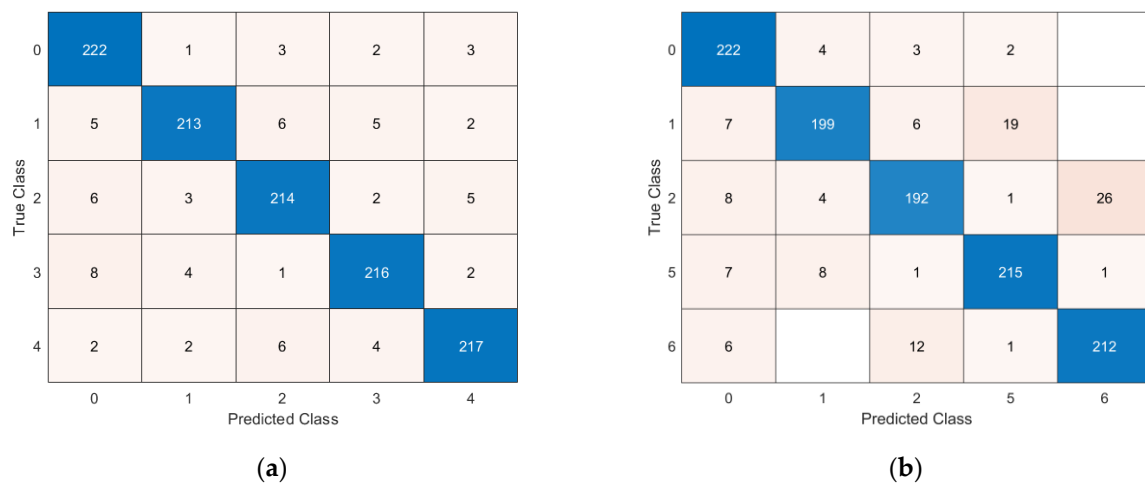 0 222 1 3 2 3
1 5 213 6 5 2
2 6 3 214 2 5
3 8 4 1 216 2
4 2 2 6 4 217
0 1 2 3 4
True Class
Predicted Class
(a)
0 222 4 3 2
1 7 199 6 19
2 8 4 192 1 26
5 7 8 1 215 1
6 6 12 1 212
0 1 2 5 6
True Class
Predicted Class
(b)